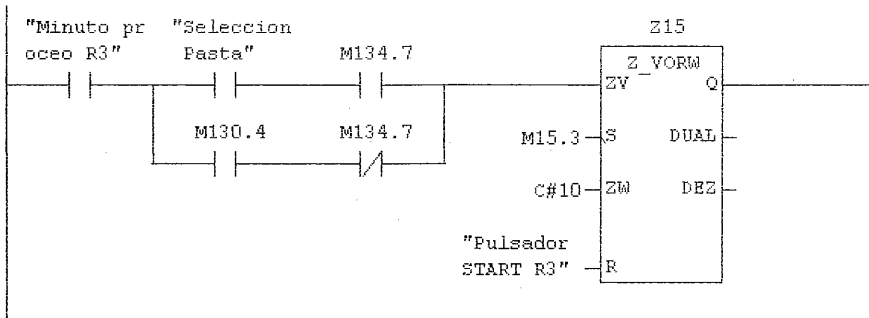 "Minuto pr
oceo R3"
"Seleccion
Pasta"
M134.7
M130.4
M134.7
Z15
Z_VORW
ZV
Q
M15.3
S
DUAL
C#10
ZW
DEZ
"Pulsador
START R3"
R